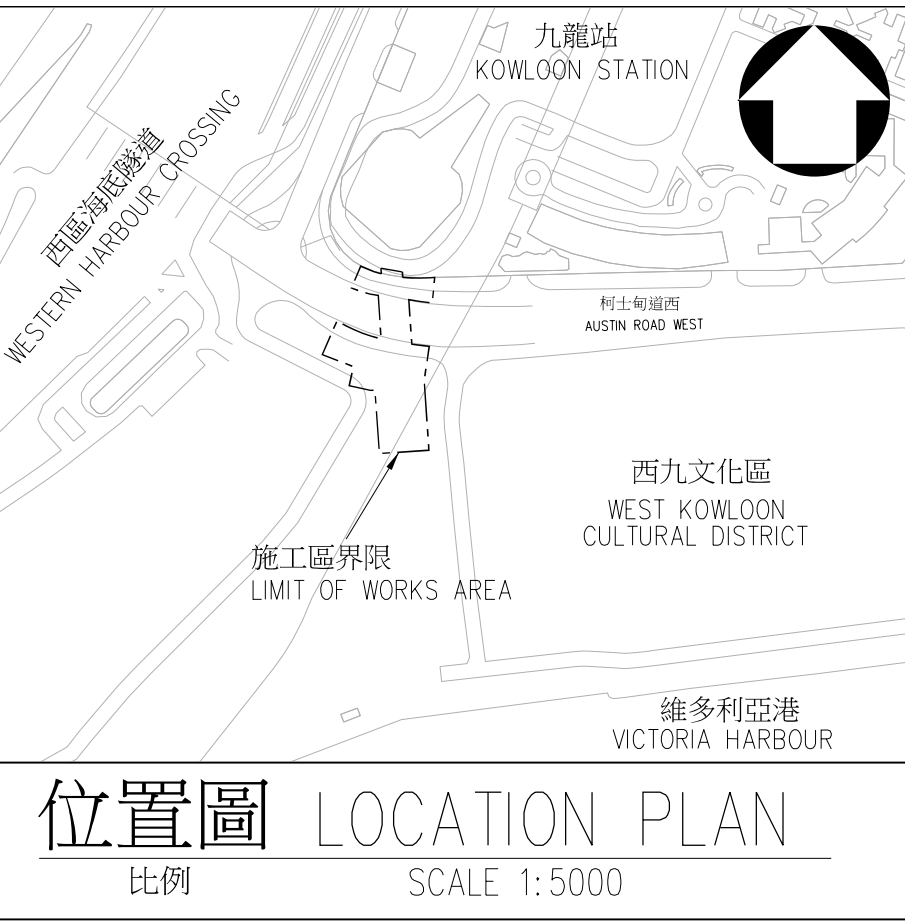 九龍站
KOWLOON STATION
西區海底隧道
WESTERN HARBOUR CROSSING
柯士甸道西
AUSTIN ROAD WEST
西九文化區
WEST KOWLOON
CULTURAL DISTRICT
施工區界限
LIMIT OF WORKS AREA
維多利亞港
VICTORIA HARBOUR
位置圖 LOCATION PLAN
比例 SCALE 1:5000